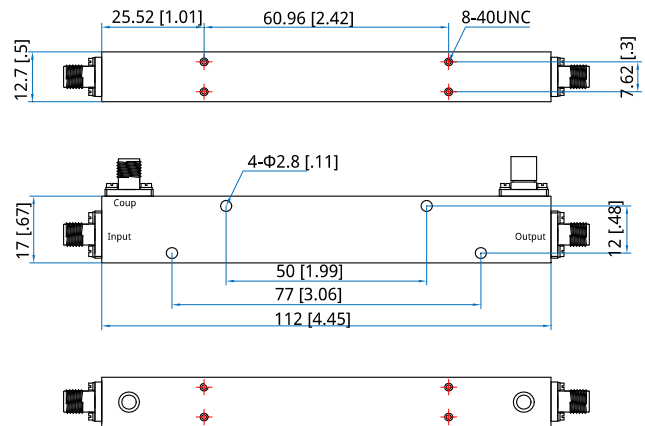 25.52 [1.01]
60.96 [2.42]
8-40UNC
12.7 [.5]
7.62 [.3]
4-Φ2.8 [.11]
Coup
17 [.67]
Input
Output
12 [.48]
50 [1.99]
77 [3.06]
112 [4.45]